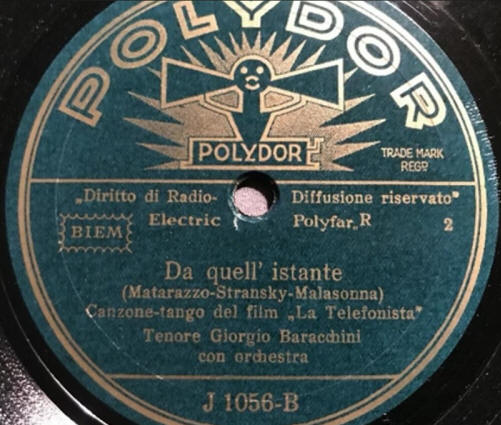 POLYDOR
POLYDOR
TRADE MARK
REGD
„Diritto di Radio- Diffusione riservato"
BIEM Electric Polyfar„R 2
Da quell' istante
(Matarazzo-Stransky-Malasonna)
Canzone-tango del film „La Telefonista"
Tenore Giorgio Baracchini
con orchestra
J 1056-B